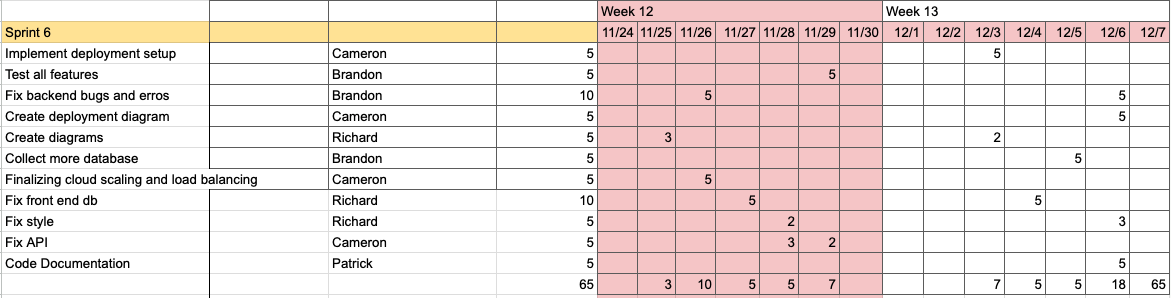 Week 12 Week 13
Sprint 6 11/24 11/25 11/26 11/27 11/28 11/29 11/30 12/1 12/2 12/3 12/4 12/5 12/6 12/7
Implement deployment setup Cameron 5 5
Test all features Brandon 5 5
Fix backend bugs and erros Brandon 10 5 5
Create deployment diagram Cameron 5 5
Create diagrams Richard 5 3 2
Collect more database Brandon 5 5
Finalizing cloud scaling and load balancing Cameron 5 5
Fix front end db Richard 10 5 5
Fix style Richard 5 2 3
Fix API Cameron 5 3 2
Code Documentation Patrick 5 5
65 3 10 5 5 7 7 5 5 18 65